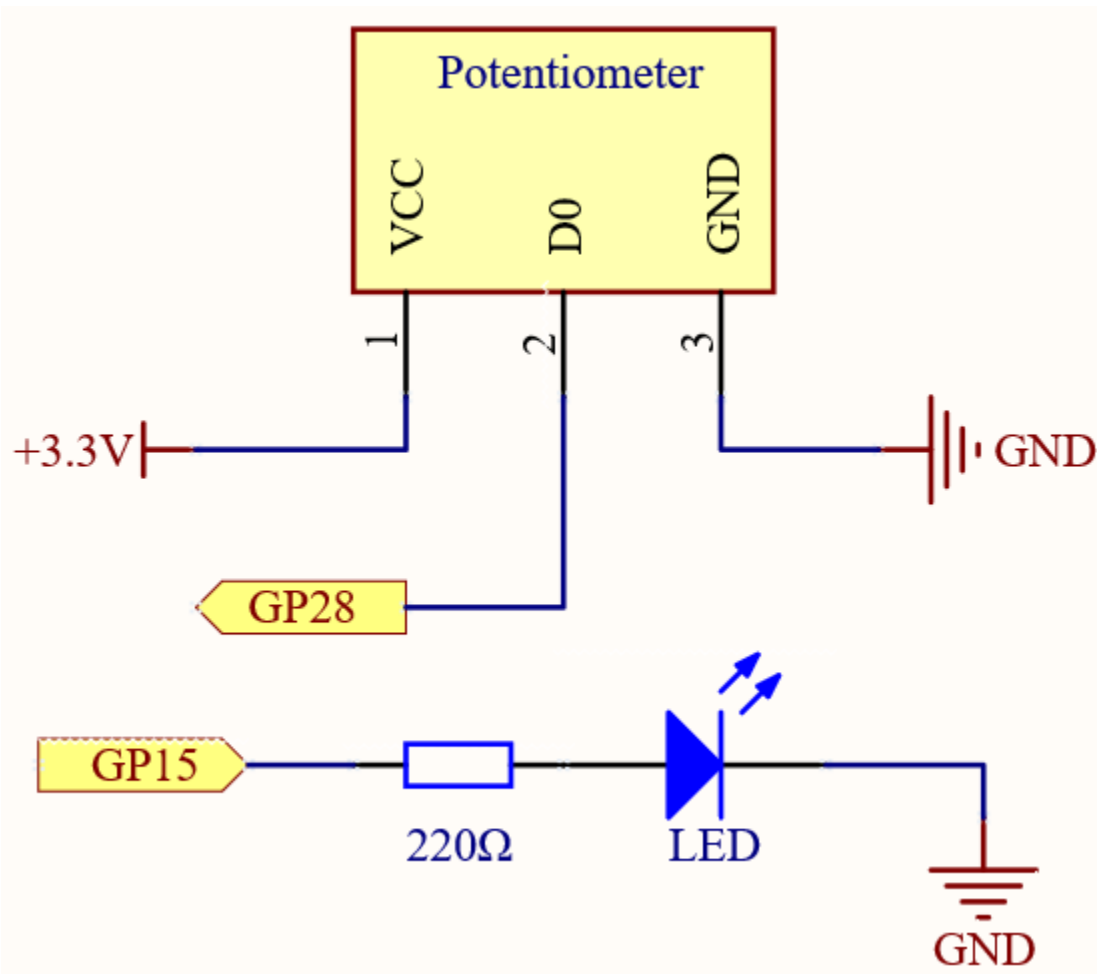 Potentiometer
VCC
D0
GND
1
2
3
+3.3V
GND
GP28
GP15
220Ω
LED
GND